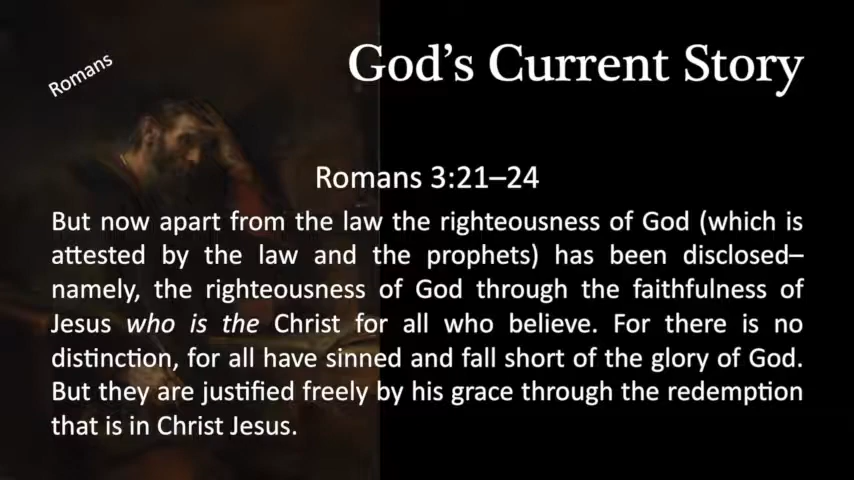 Romans
God's Current Story
Romans 3:21–24
But now apart from the law the righteousness of God (which is
attested by the law and the prophets) has been disclosed–
namely, the righteousness of God through the faithfulness of
Jesus who is the Christ for all who believe. For there is no
distinction, for all have sinned and fall short of the glory of God.
But they are justified freely by his grace through the redemption
that is in Christ Jesus.